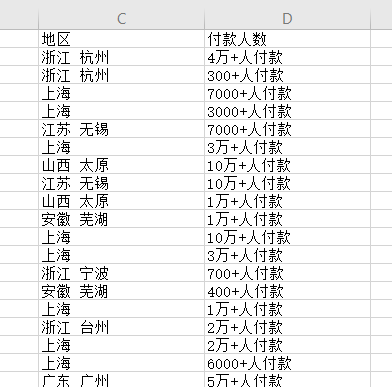 C D
地区 付款人数
浙江 杭州 4万+人付款
浙江 杭州 300+人付款
上海 7000+人付款
上海 3000+人付款
江苏 无锡 7000+人付款
上海 3万+人付款
山西 太原 10万+人付款
江苏 无锡 10万+人付款
山西 太原 1万+人付款
安徽 芜湖 1万+人付款
上海 10万+人付款
上海 3万+人付款
浙江 宁波 700+人付款
安徽 芜湖 400+人付款
上海 1万+人付款
浙江 台州 2万+人付款
上海 2万+人付款
上海 6000+人付款
广东 广州 5万+人付款